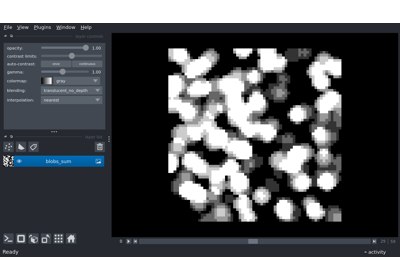 File View Plugins Window Help
opacity: 1.00
contrast limits:
auto-contrast: once continuous
gamma: 1.00
colormap: gray
blending: translucent_no_depth
interpolation: nearest
blobs_sum
Ready
activity